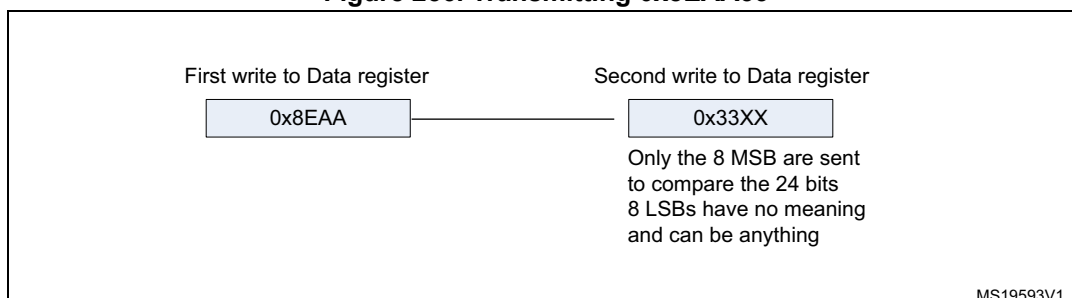 First write to Data register
Second write to Data register
0x8EAA
0x33XX
Only the 8 MSB are sent
to compare the 24 bits
8 LSBs have no meaning
and can be anything
MS19593V1